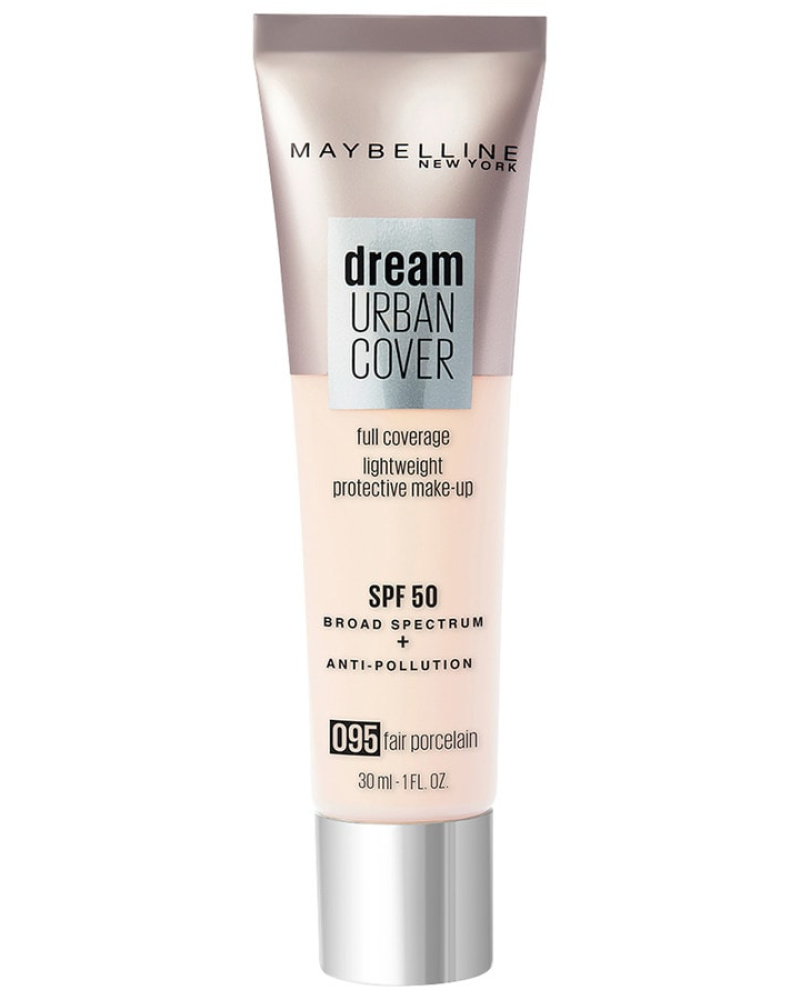 MAYBELLINE
NEW YORK
dream
URBAN
COVER
full coverage
lightweight
protective make-up
SPF 50
BROAD SPECTRUM
+
ANTI-POLLUTION
095 fair porcelain
30 ml - 1 FL. OZ.